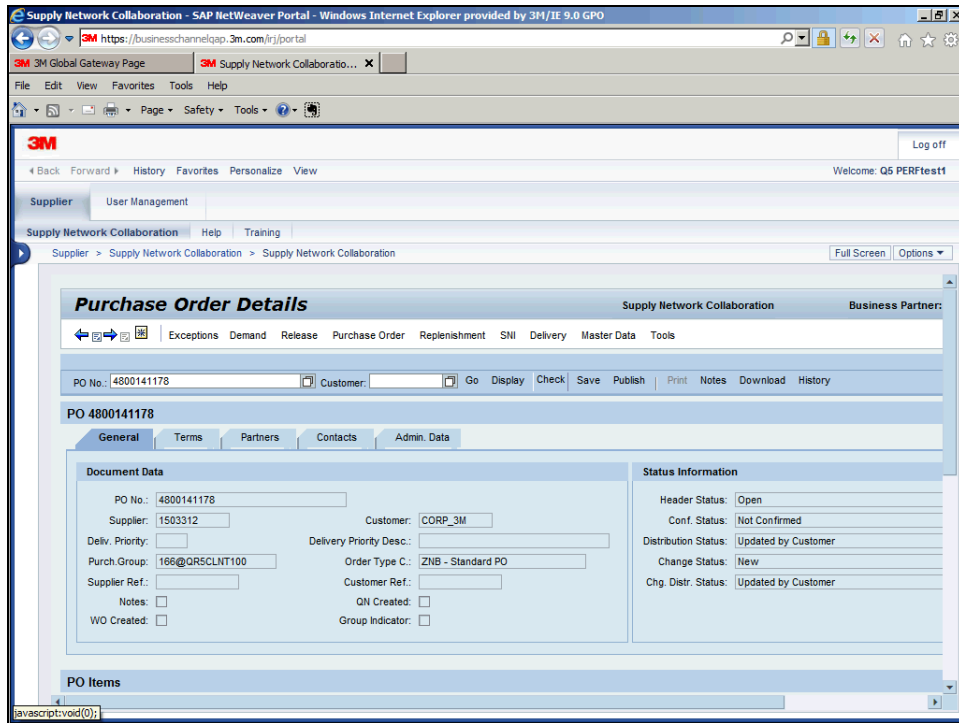 Supply Network Collaboration - SAP NetWeaver Portal - Windows Internet Explorer provided by 3M/IE 9.0 GPO
3M https://businesschannelqap.3m.com/irj/portal
3M 3M Global Gateway Page 3M Supply Network Collaboratio...
File Edit View Favorites Tools Help
Page Safety Tools
3M Log off
Back Forward History Favorites Personalize View Welcome: Q5 PERFtest1
Supplier User Management
Supply Network Collaboration Help Training
Supplier > Supply Network Collaboration > Supply Network Collaboration Full Screen Options
Purchase Order Details Supply Network Collaboration Business Partner:
Exceptions Demand Release Purchase Order Replenishment SNI Delivery Master Data Tools
PO No.: 4800141178 Customer: Go Display Check Save Publish Print Notes Download History
PO 4800141178
General Terms Partners Contacts Admin. Data
Document Data Status Information
PO No.: 4800141178 Header Status: Open
Supplier: 1503312 Customer: CORP_3M Conf. Status: Not Confirmed
Deliv. Priority: Delivery Priority Desc.: Distribution Status: Updated by Customer
Purch.Group: 166@QR5CLNT100 Order Type C.: ZNB - Standard PO Change Status: New
Supplier Ref.: Customer Ref.: Chg. Distr. Status: Updated by Customer
Notes: QN Created:
WO Created: Group Indicator:
PO Items
javascript:void(0);